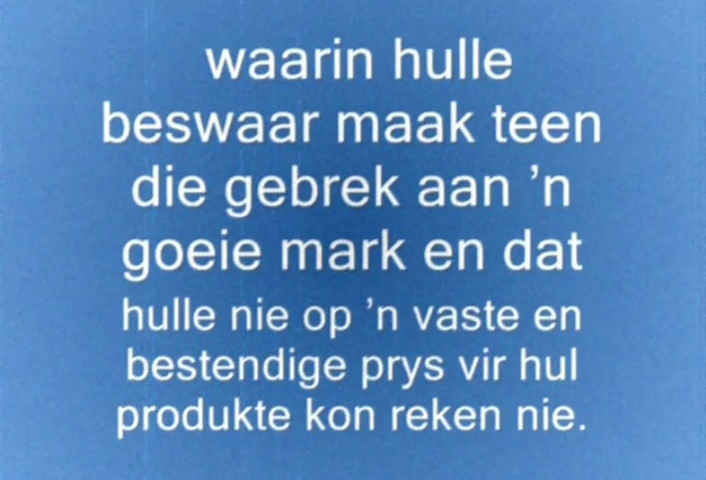 waarin hulle
beswaar maak teen
die gebrek aan ’n
goeie mark en dat
hulle nie op ’n vaste en
bestendige prys vir hul
produkte kon reken nie.